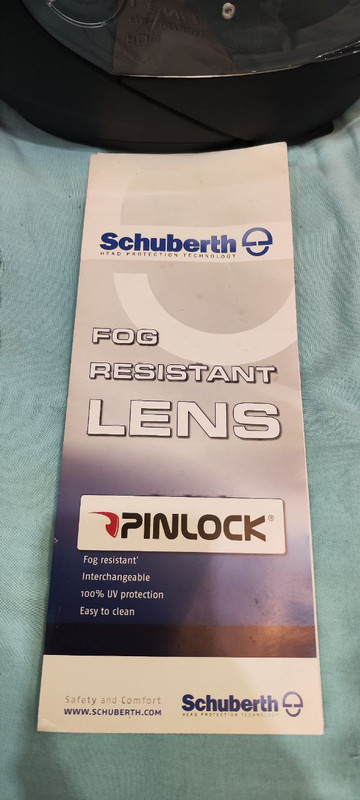 Schuberth
HEAD PROTECTION TECHNOLOGY
FOG
RESISTANT
LENS
PINLOCK®
Fog resistant*
Interchangeable
100% UV protection
Easy to clean
Safety and Comfort
WWW.SCHUBERTH.COM
Schuberth
HEAD PROTECTION TECHNOLOGY